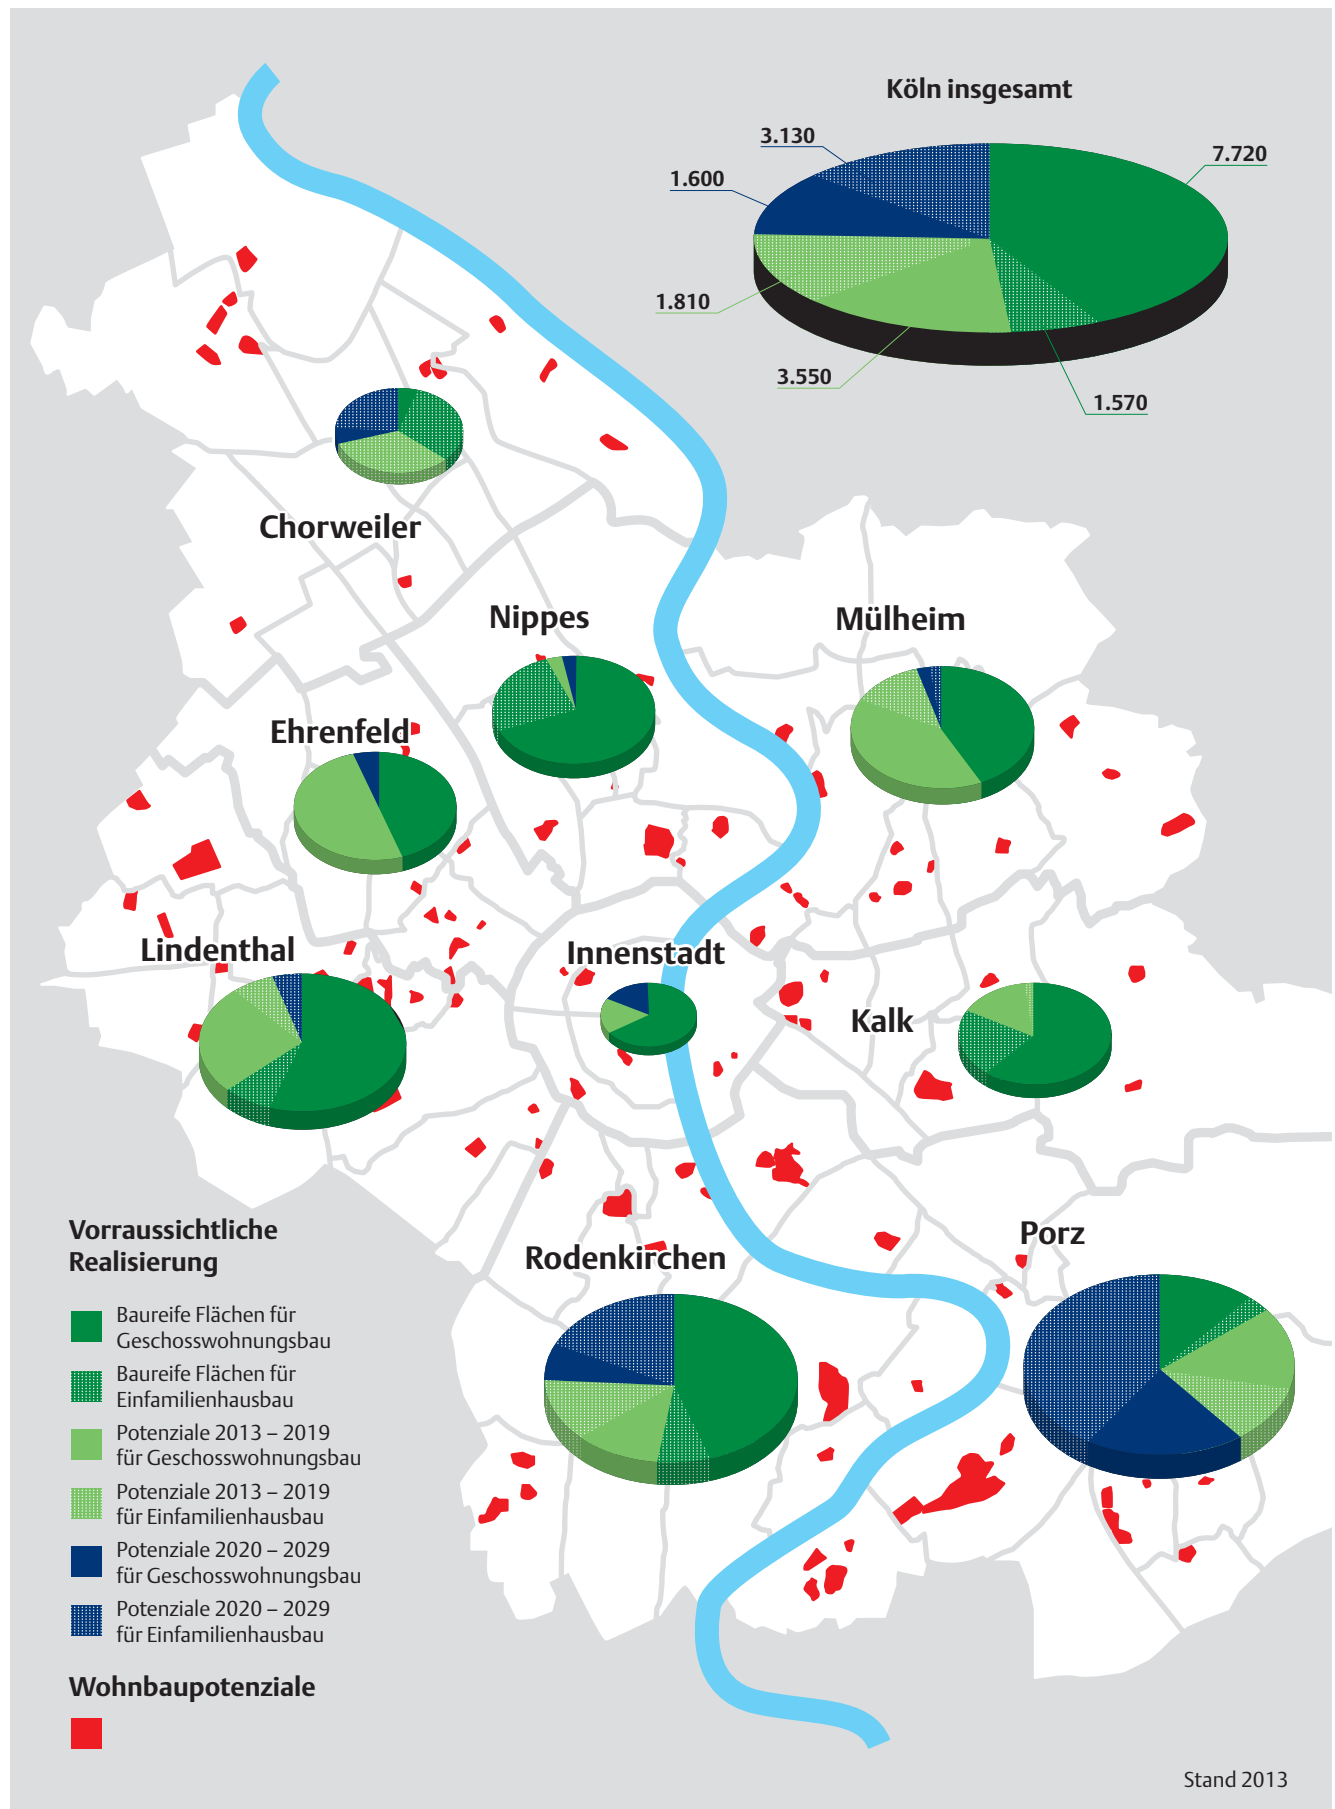 Köln insgesamt
3.130
7.720
1.600
1.810
3.550
1.570
Chorweiler
Nippes
Mülheim
Ehrenfeld
Lindenthal
Innenstadt
Kalk
Rodenkirchen
Porz
Vorraussichtliche
Realisierung
Baureife Flächen für
Geschosswohnungsbau
Baureife Flächen für
Einfamilienhausbau
Potenziale 2013 – 2019
für Geschosswohnungsbau
Potenziale 2013 – 2019
für Einfamilienhausbau
Potenziale 2020 – 2029
für Geschosswohnungsbau
Potenziale 2020 – 2029
für Einfamilienhausbau
Wohnbaupotenziale
Stand 2013